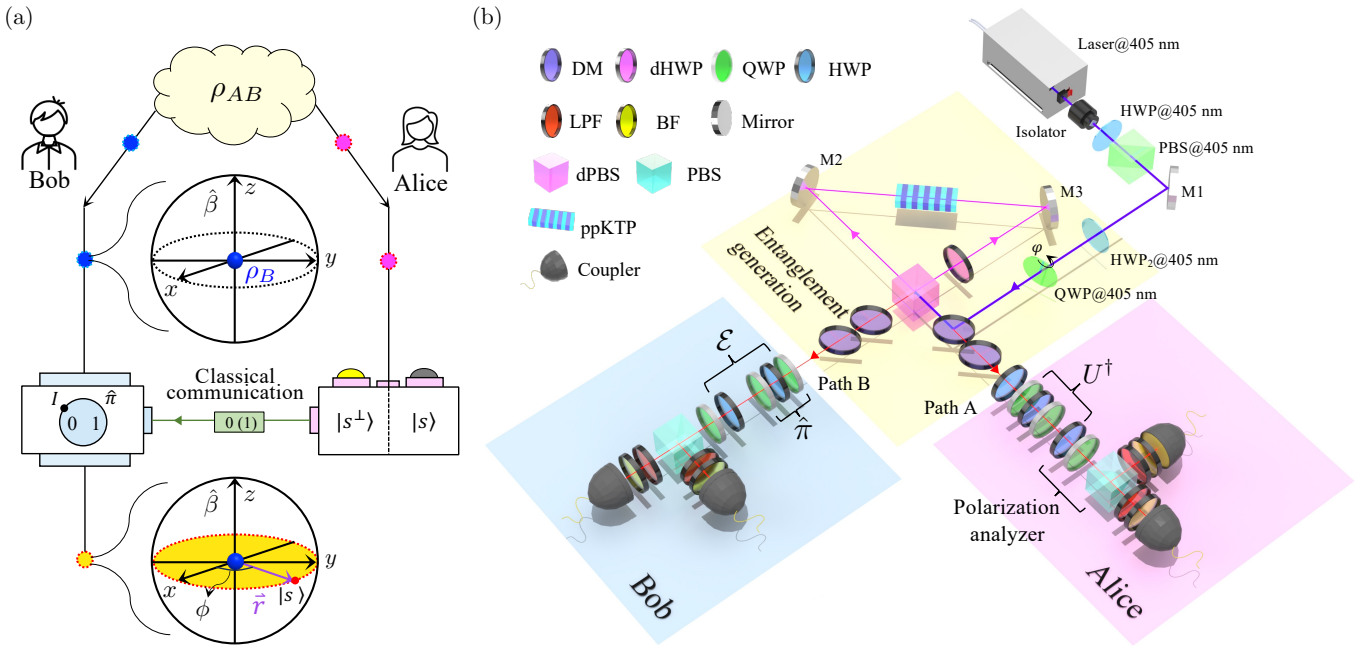 (a)
ρ_AB
Bob
Alice
z
β̂
y
ρ_B
x
Classical
communication
I
π̂
0 1
0 (1)
|s⊥⟩
|s⟩
z
β̂
y
x
φ
r⃗
|s⟩
(b)
DM
dHWP
QWP
HWP
LPF
BF
Mirror
dPBS
PBS
ppKTP
Coupler
Laser@405 nm
Isolator
HWP@405 nm
PBS@405 nm
M1
M2
M3
HWP₂@405 nm
φ
QWP@405 nm
Entanglement
generation
Path B
Path A
ℰ
π̂
U†
Polarization
analyzer
Bob
Alice